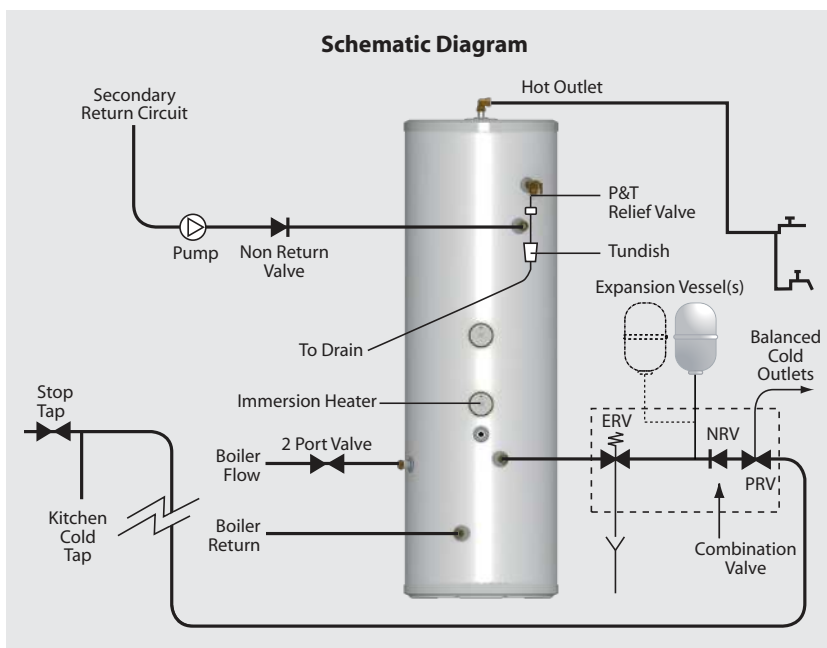 Schematic Diagram
Secondary
Return Circuit
Hot Outlet
P&T
Relief Valve
Pump
Non Return
Valve
Tundish
Expansion Vessel(s)
To Drain
Balanced
Cold
Outlets
Stop
Tap
Immersion Heater
ERV
NRV
2 Port Valve
Boiler
Flow
PRV
Kitchen
Cold
Tap
Boiler
Return
Combination
Valve